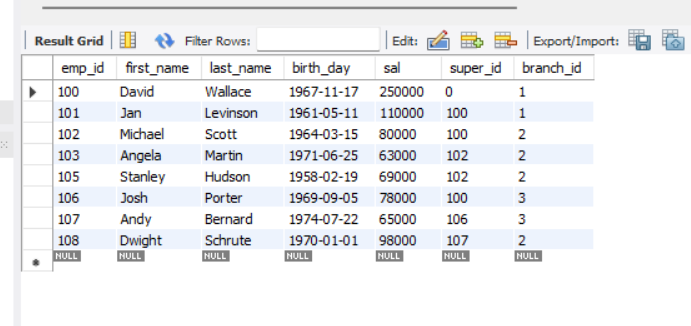 Result Grid Filter Rows: Edit: Export/Import:
emp_id first_name last_name birth_day sal super_id branch_id
100 David Wallace 1967-11-17 250000 0 1
101 Jan Levinson 1961-05-11 110000 100 1
102 Michael Scott 1964-03-15 80000 100 2
103 Angela Martin 1971-06-25 63000 102 2
105 Stanley Hudson 1958-02-19 69000 102 2
106 Josh Porter 1969-09-05 78000 100 3
107 Andy Bernard 1974-07-22 65000 106 3
108 Dwight Schrute 1970-01-01 98000 107 2
NULL NULL NULL NULL NULL NULL NULL